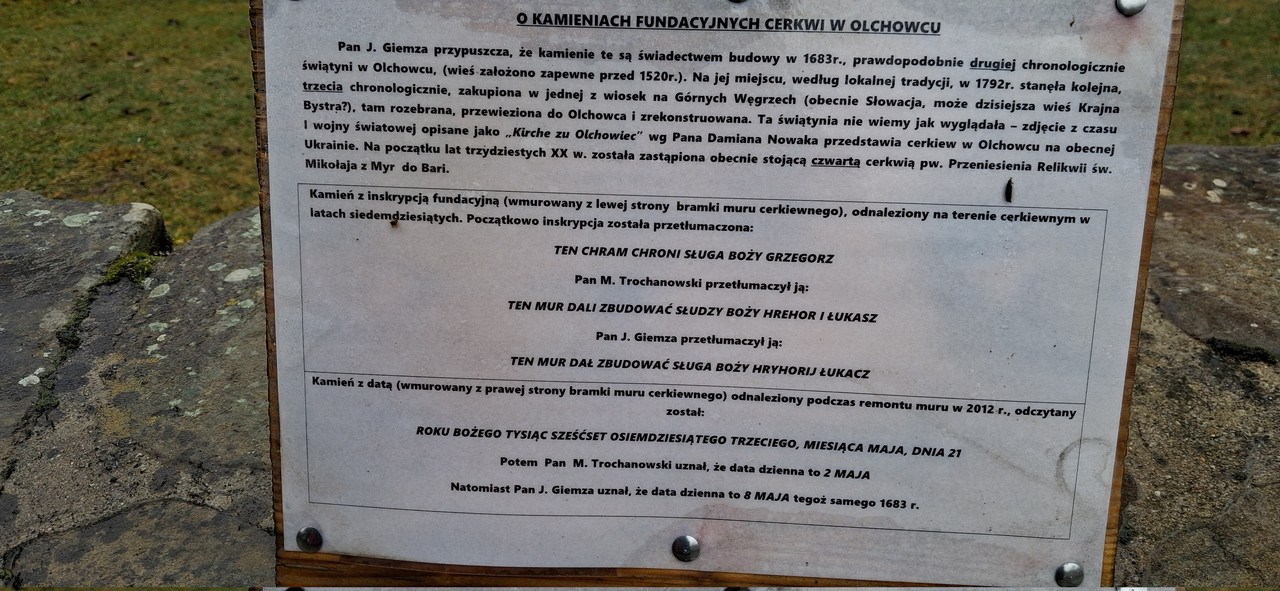 O KAMIENIACH FUNDACYJNYCH CERKWI W OLCHOWCU
Pan J. Giemza przypuszcza, że kamienie te są świadectwem budowy w 1683r., prawdopodobnie drugiej chronologicznie
świątyni w Olchowcu, (wieś założono zapewne przed 1520r.). Na jej miejscu, według lokalnej tradycji, w 1792r. stanęła kolejna,
trzecia chronologicznie, zakupiona w jednej z wiosek na Górnych Węgrzech (obecnie Słowacja, może dzisiejsza wieś Krajna
Bystrą?), tam rozebrana, przewieziona do Olchowca i zrekonstruowana. Ta świątynia nie wiemy jak wyglądała – zdjęcie z czasu
I wojny światowej opisane jako „Kirche zu Olchowiec” wg Pana Damiana Nowaka przedstawia cerkiew w Olchowcu na obecnej
Ukrainie. Na początku lat trzydziestych XX w. została zastąpiona obecnie stojącą czwartą cerkwią pw. Przeniesienia Relikwii św.
Mikołaja z Myr do Bari.
Kamień z inskrypcją fundacyjną (wmurowany z lewej strony bramki muru cerkiewnego), odnaleziony na terenie cerkiewnym w
latach siedemdziesiątych. Początkowo inskrypcja została przetłumaczona:
TEN CHRAM CHRONI SŁUGA BOŻY GRZEGORZ
Pan M. Trochanowski przetłumaczył ją:
TEN MUR DALI ZBUDOWAĆ SŁUDZY BOŻY HREHOR I ŁUKASZ
Pan J. Giemza przetłumaczył ją:
TEN MUR DAŁ ZBUDOWAĆ SŁUGA BOŻY HRYHORIJ ŁUKACZ
Kamień z datą (wmurowany z prawej strony bramki muru cerkiewnego) odnaleziony podczas remontu muru w 2012 r., odczytany
został:
ROKU BOŻEGO TYSIĄC SZEŚĆSET OSIEMDZIESIĄTEGO TRZECIEGO, MIESIĄCA MAJA, DNIA 21
Potem Pan M. Trochanowski uznał, że data dzienna to 2 MAJA
Natomiast Pan J. Giemza uznał, że data dzienna to 8 MAJA tegoż samego 1683 r.